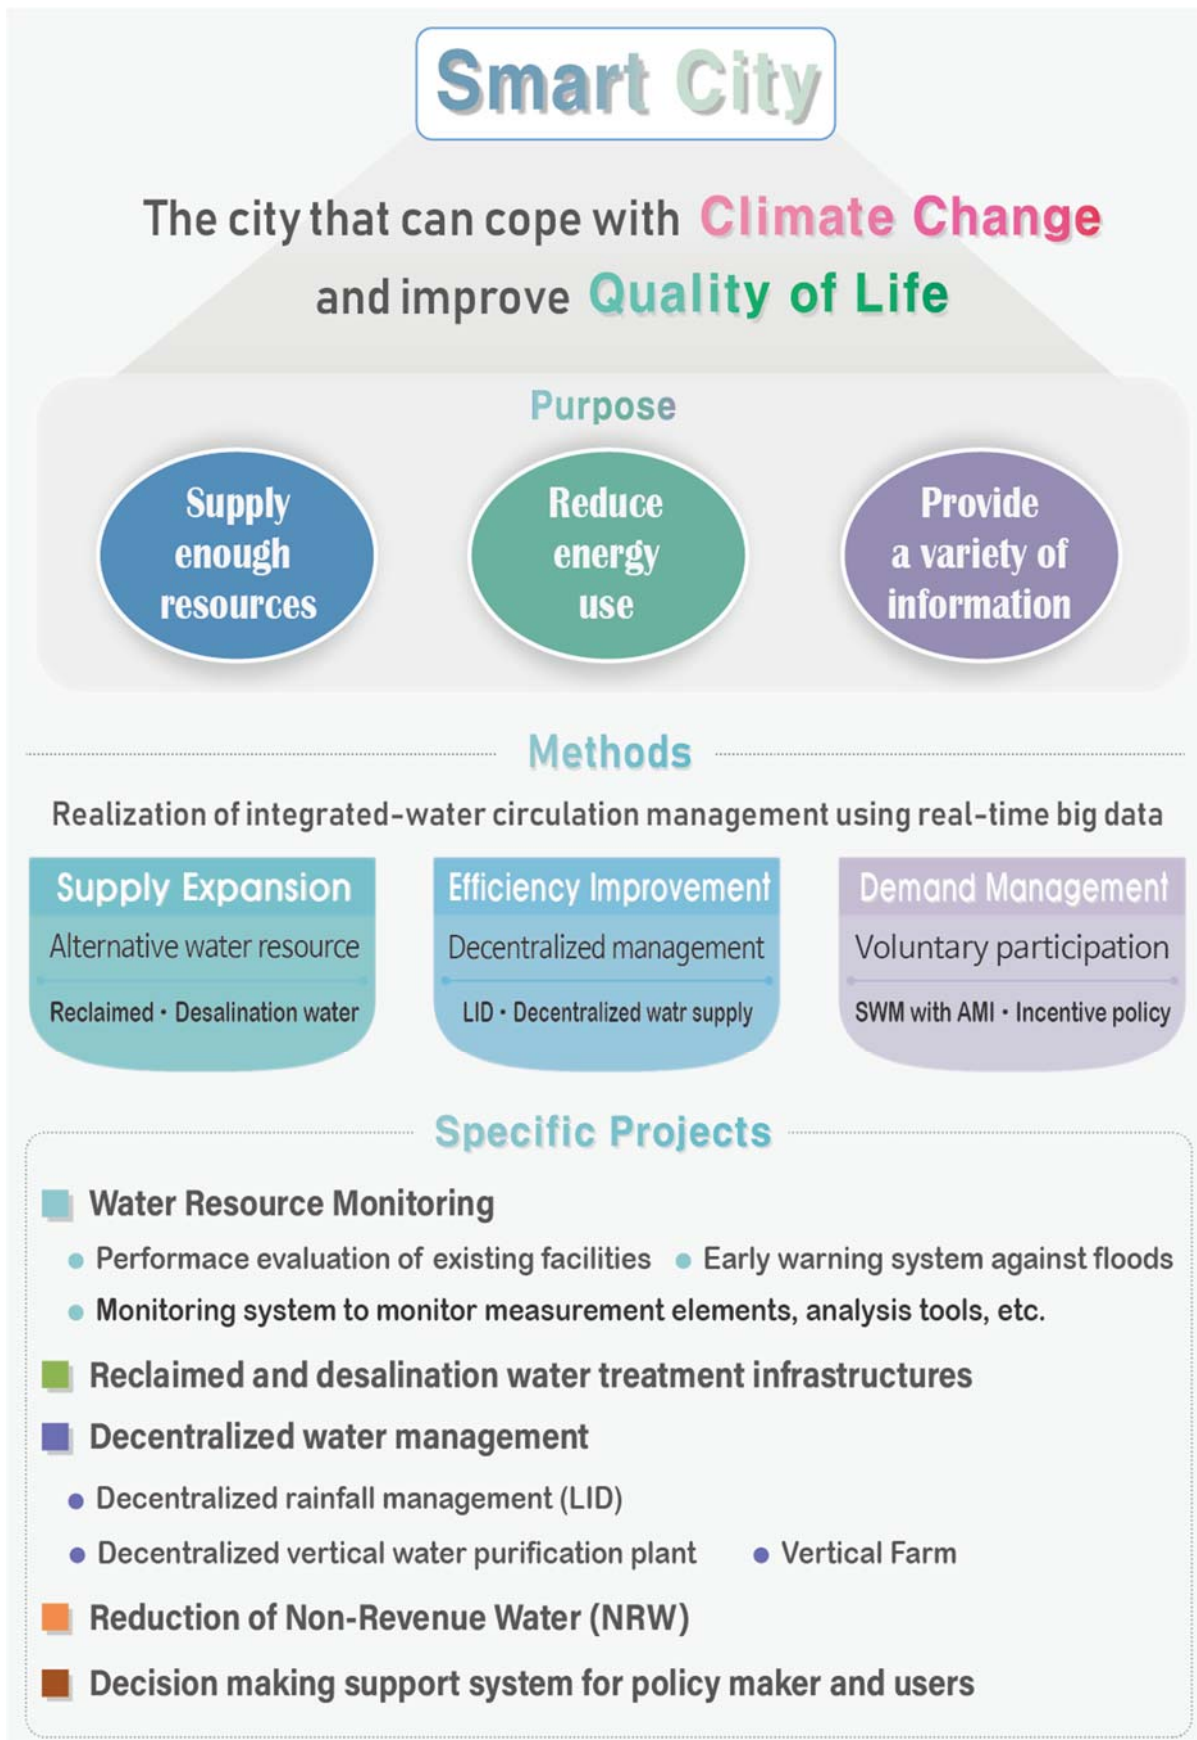 Smart City
The city that can cope with Climate Change
and improve Quality of Life
Purpose
Supply
enough
resources
Reduce
energy
use
Provide
a variety of
information
Methods
Realization of integrated-water circulation management using real-time big data
Supply Expansion
Alternative water resource
Reclaimed · Desalination water
Efficiency Improvement
Decentralized management
LID · Decentralized watr supply
Demand Management
Voluntary participation
SWM with AMI · Incentive policy
Specific Projects
Water Resource Monitoring
• Performace evaluation of existing facilities • Early warning system against floods
• Monitoring system to monitor measurement elements, analysis tools, etc.
Reclaimed and desalination water treatment infrastructures
Decentralized water management
• Decentralized rainfall management (LID)
• Decentralized vertical water purification plant • Vertical Farm
Reduction of Non-Revenue Water (NRW)
Decision making support system for policy maker and users